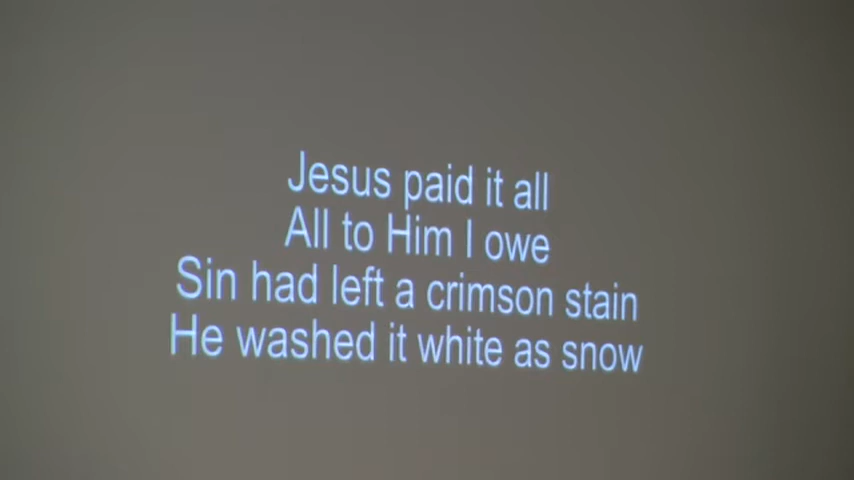 Jesus paid it all
All to Him I owe
Sin had left a crimson stain
He washed it white as snow